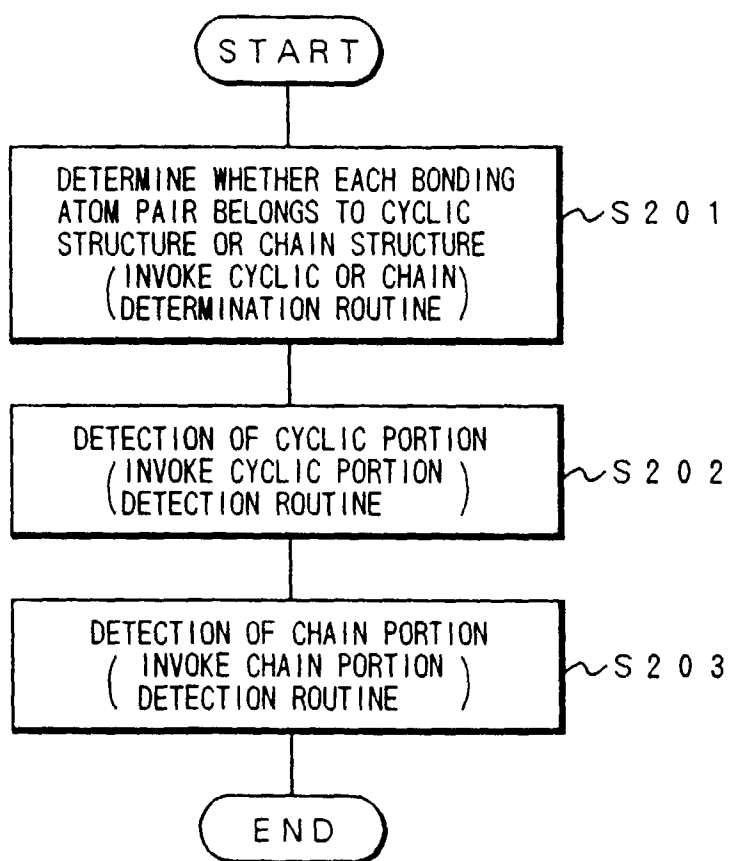 START
DETERMINE WHETHER EACH BONDING
ATOM PAIR BELONGS TO CYCLIC
STRUCTURE OR CHAIN STRUCTURE
(INVOKE CYCLIC OR CHAIN
DETERMINATION ROUTINE)
S201
DETECTION OF CYCLIC PORTION
(INVOKE CYCLIC PORTION
DETECTION ROUTINE)
S202
DETECTION OF CHAIN PORTION
(INVOKE CHAIN PORTION
DETECTION ROUTINE)
S203
END